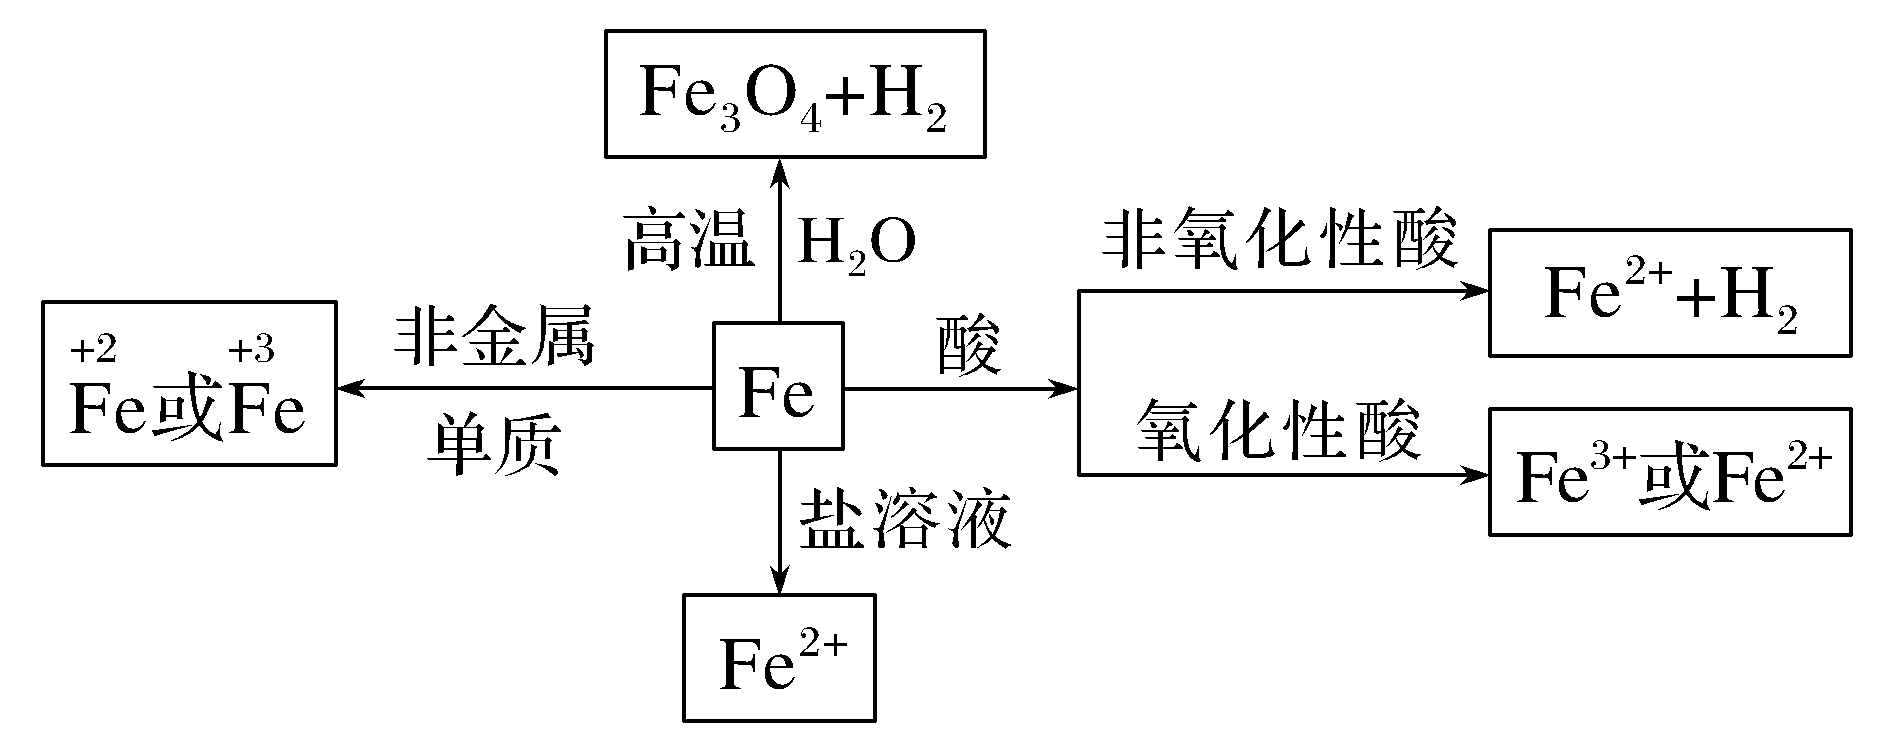 Fe₃O₄+H₂
高温 H₂O
非氧化性酸
Fe²⁺+H₂
+2 +3
Fe或Fe
非金属
单质
Fe
酸
氧化性酸
Fe³⁺或Fe²⁺
盐溶液
Fe²⁺